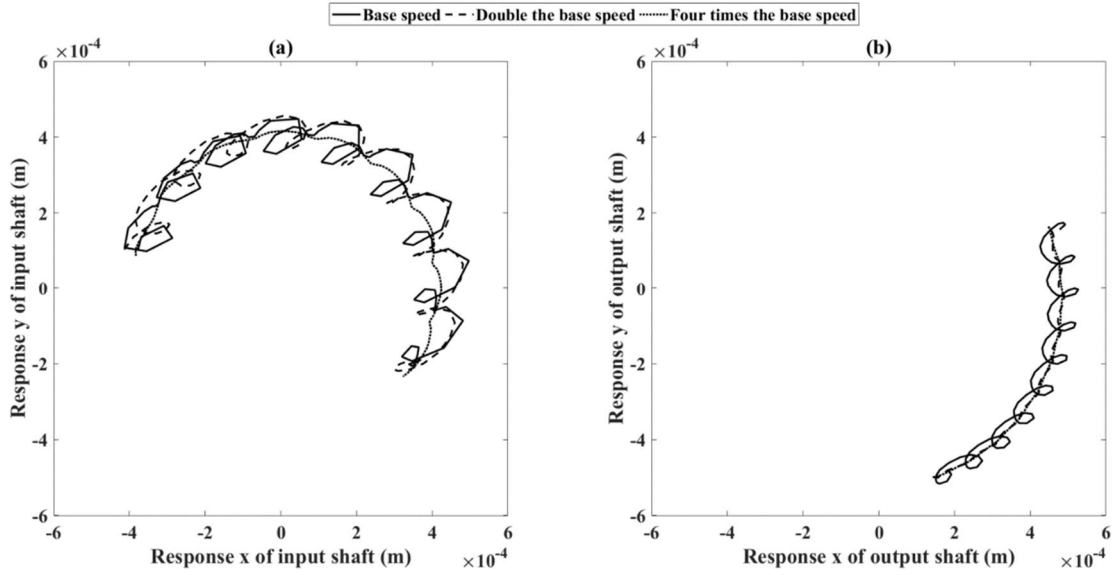 Base speed Double the base speed Four times the base speed
×10⁻⁴ (a)
6
4
2
0
-2
-4
-6
-6 -4 -2 0 2 4 6
×10⁻⁴
Response y of input shaft (m)
Response x of input shaft (m)
×10⁻⁴ (b)
6
4
2
0
-2
-4
-6
-6 -4 -2 0 2 4 6
×10⁻⁴
Response y of output shaft (m)
Response x of output shaft (m)